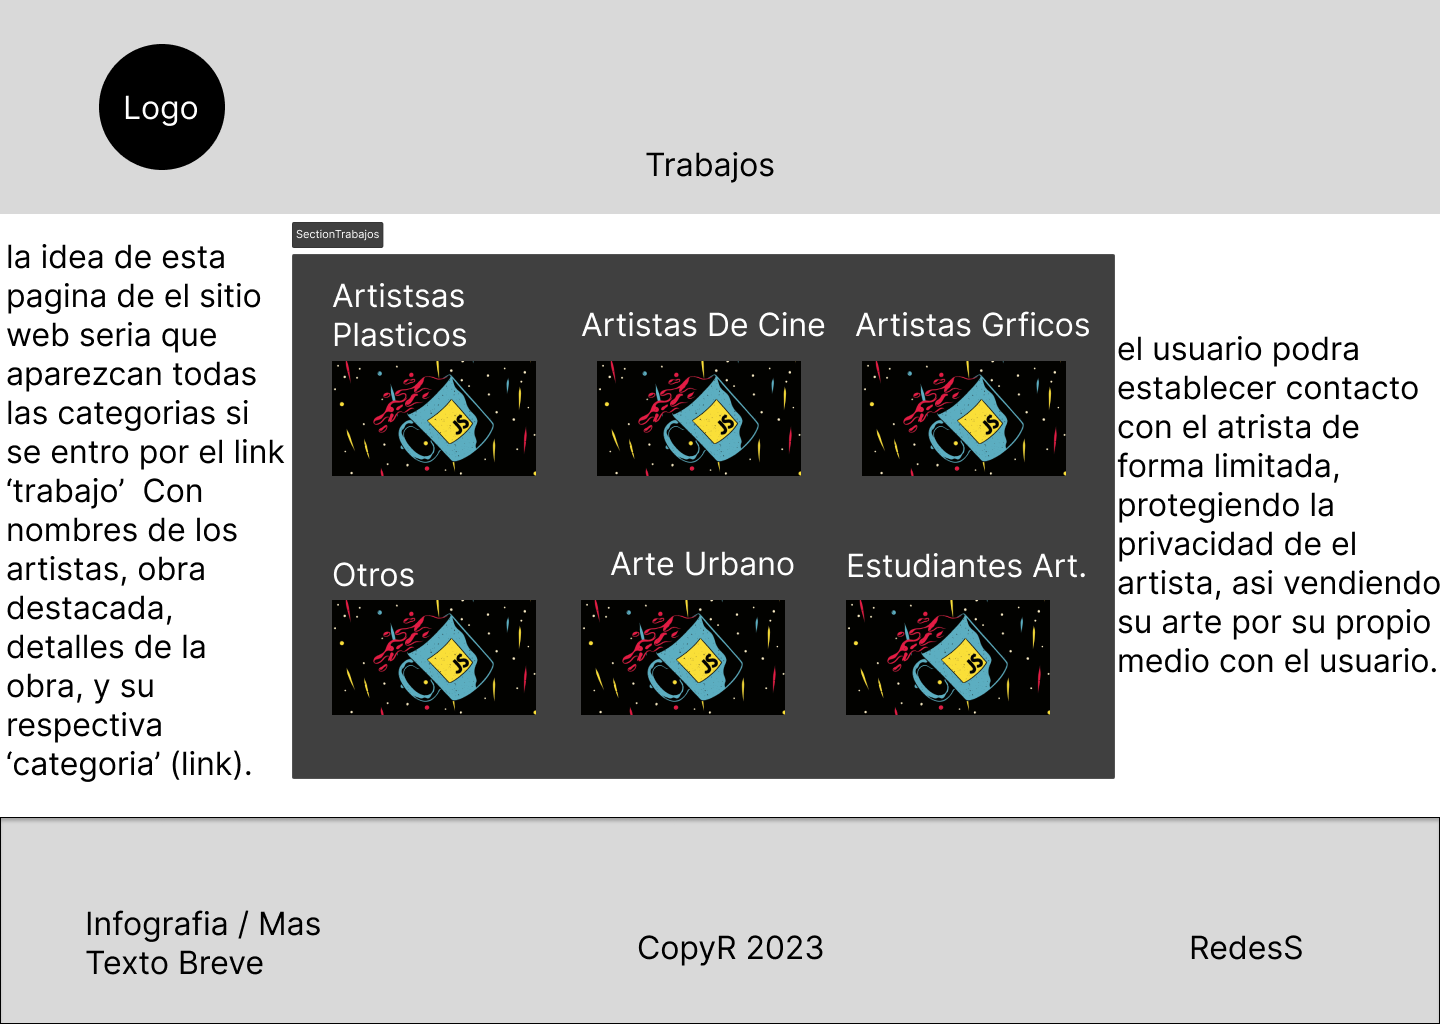 Logo
Trabajos
la idea de esta
pagina de el sitio
web seria que
aparezcan todas
las categorias si
se entro por el link
‘trabajo’  Con
nombres de los
artistas, obra
destacada,
detalles de la
obra, y su
respectiva
‘categoria’ (link).
SectionTrabajos
Artistsas
Plasticos
Artistas De Cine
Artistas Grficos
JS
JS
JS
Otros
Arte Urbano
Estudiantes Art.
JS
JS
JS
el usuario podra
establecer contacto
con el atrista de
forma limitada,
protegiendo la
privacidad de el
artista, asi vendiendo
su arte por su propio
medio con el usuario.
Infografia / Mas
Texto Breve
CopyR 2023
RedesS